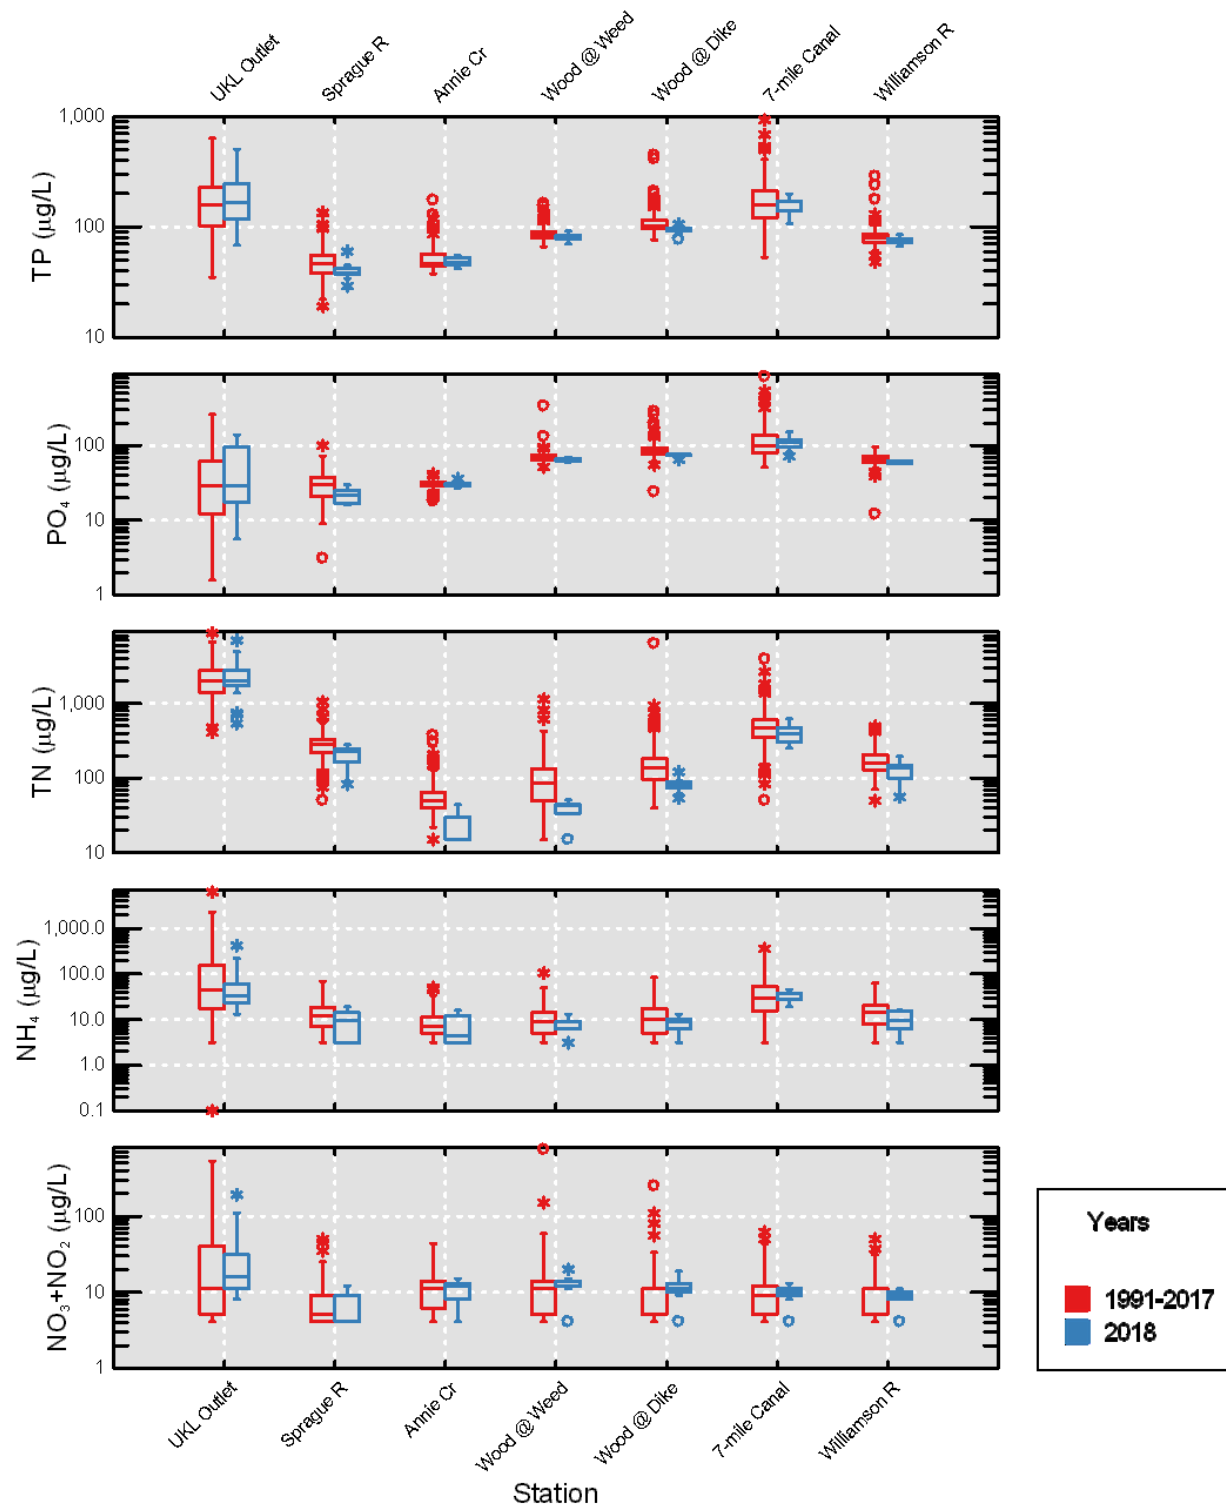 UKL Outlet
Sprague R
Annie Cr
Wood @ Weed
Wood @ Dike
7-mile Canal
Williamson R
TP (µg/L)
1,000
100
10
PO4 (µg/L)
100
10
1
TN (µg/L)
1,000
100
10
NH4 (µg/L)
1,000.0
100.0
10.0
1.0
0.1
NO3+NO2 (µg/L)
100
10
1
UKL Outlet
Sprague R
Annie Cr
Wood @ Weed
Wood @ Dike
7-mile Canal
Williamson R
Station
Years
1991-2017
2018